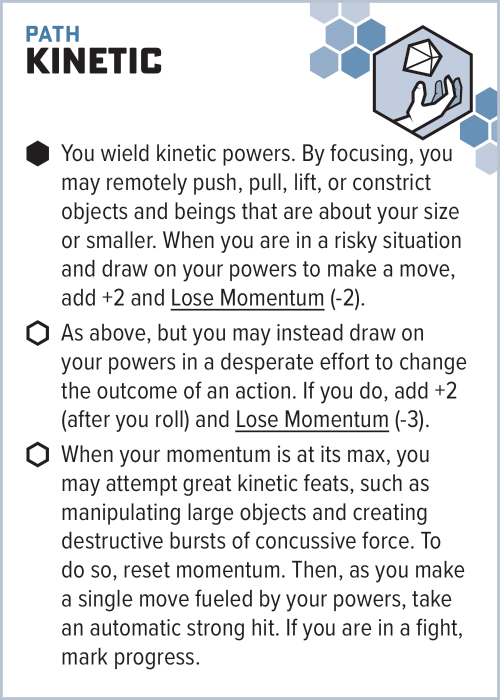 PATH
KINETIC
You wield kinetic powers. By focusing, you
may remotely push, pull, lift, or constrict
objects and beings that are about your size
or smaller. When you are in a risky situation
and draw on your powers to make a move,
add +2 and Lose Momentum (-2).
As above, but you may instead draw on
your powers in a desperate effort to change
the outcome of an action. If you do, add +2
(after you roll) and Lose Momentum (-3).
When your momentum is at its max, you
may attempt great kinetic feats, such as
manipulating large objects and creating
destructive bursts of concussive force. To
do so, reset momentum. Then, as you make
a single move fueled by your powers, take
an automatic strong hit. If you are in a fight,
mark progress.